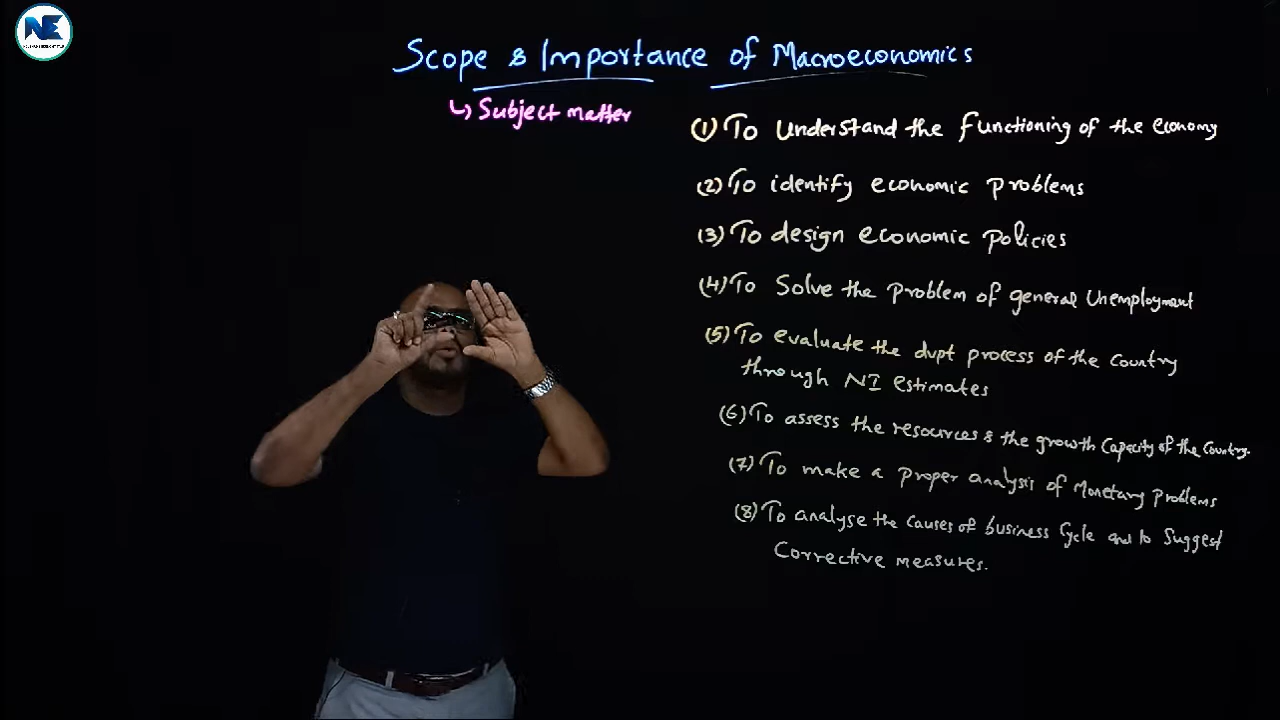 NE
Scope & Importance of Macroeconomics
↳ Subject matter
(1) To understand the functioning of the economy
(2) To identify economic problems
(3) To design economic policies
(4) To Solve the problem of general Unemployment
(5) To evaluate the dvpt process of the Country
through NI estimates
(6) To assess the resources & the growth Capacity of the Country.
(7) To make a proper analysis of Monetary Problems
(8) To analyse the causes of business Cycle and to Suggest
Corrective measures.